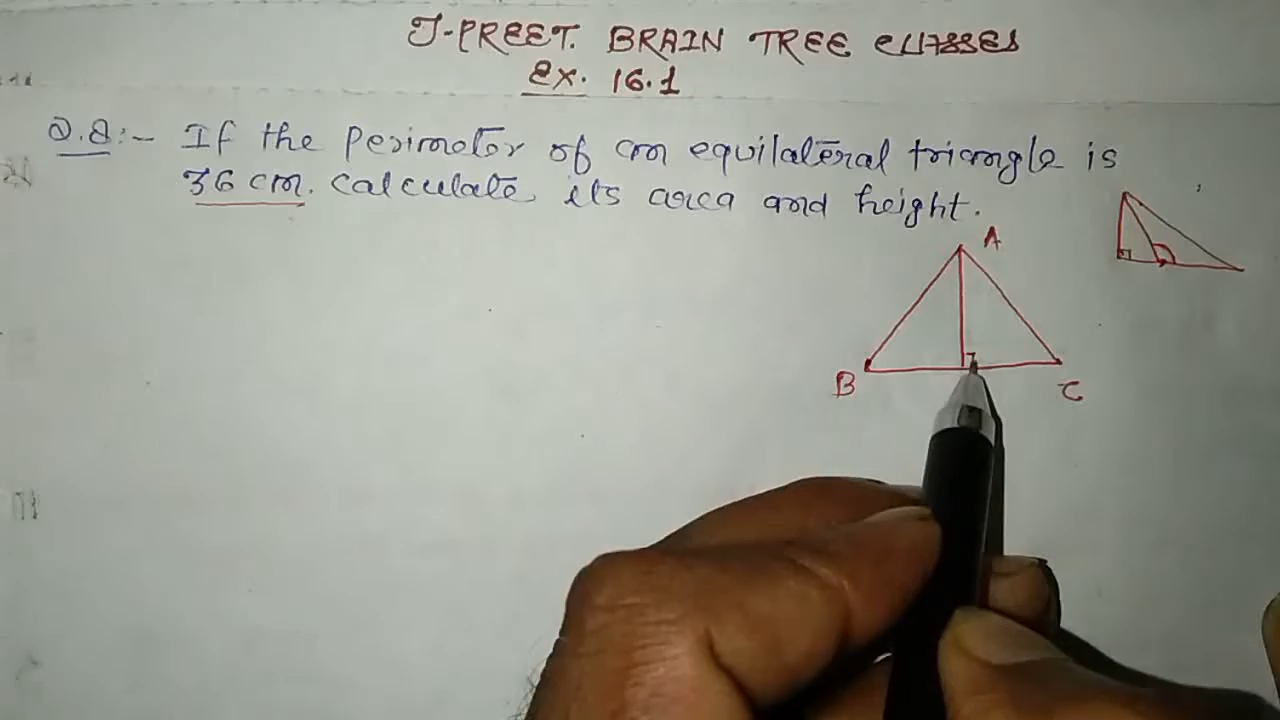 J-PREET. BRAIN TREE CLASSES
Ex. 16.1
Q.8:- If the Perimeter of an equilateral triangle is
36 cm. calculate its area and height.
A
B
C